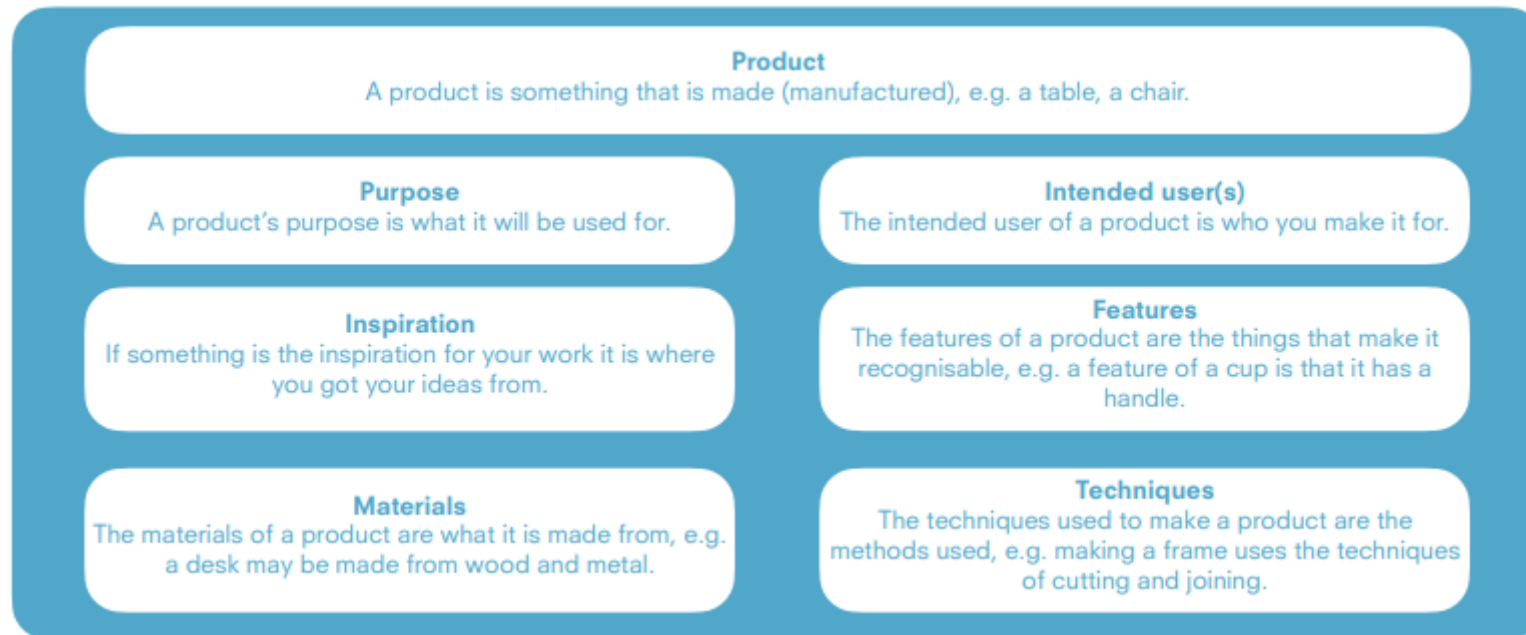 Product
A product is something that is made (manufactured), e.g. a table, a chair.
Purpose
A product's purpose is what it will be used for.
Intended user(s)
The intended user of a product is who you make it for.
Inspiration
If something is the inspiration for your work it is where
you got your ideas from.
Features
The features of a product are the things that make it
recognisable, e.g. a feature of a cup is that it has a
handle.
Materials
The materials of a product are what it is made from, e.g.
a desk may be made from wood and metal.
Techniques
The techniques used to make a product are the
methods used, e.g. making a frame uses the techniques
of cutting and joining.